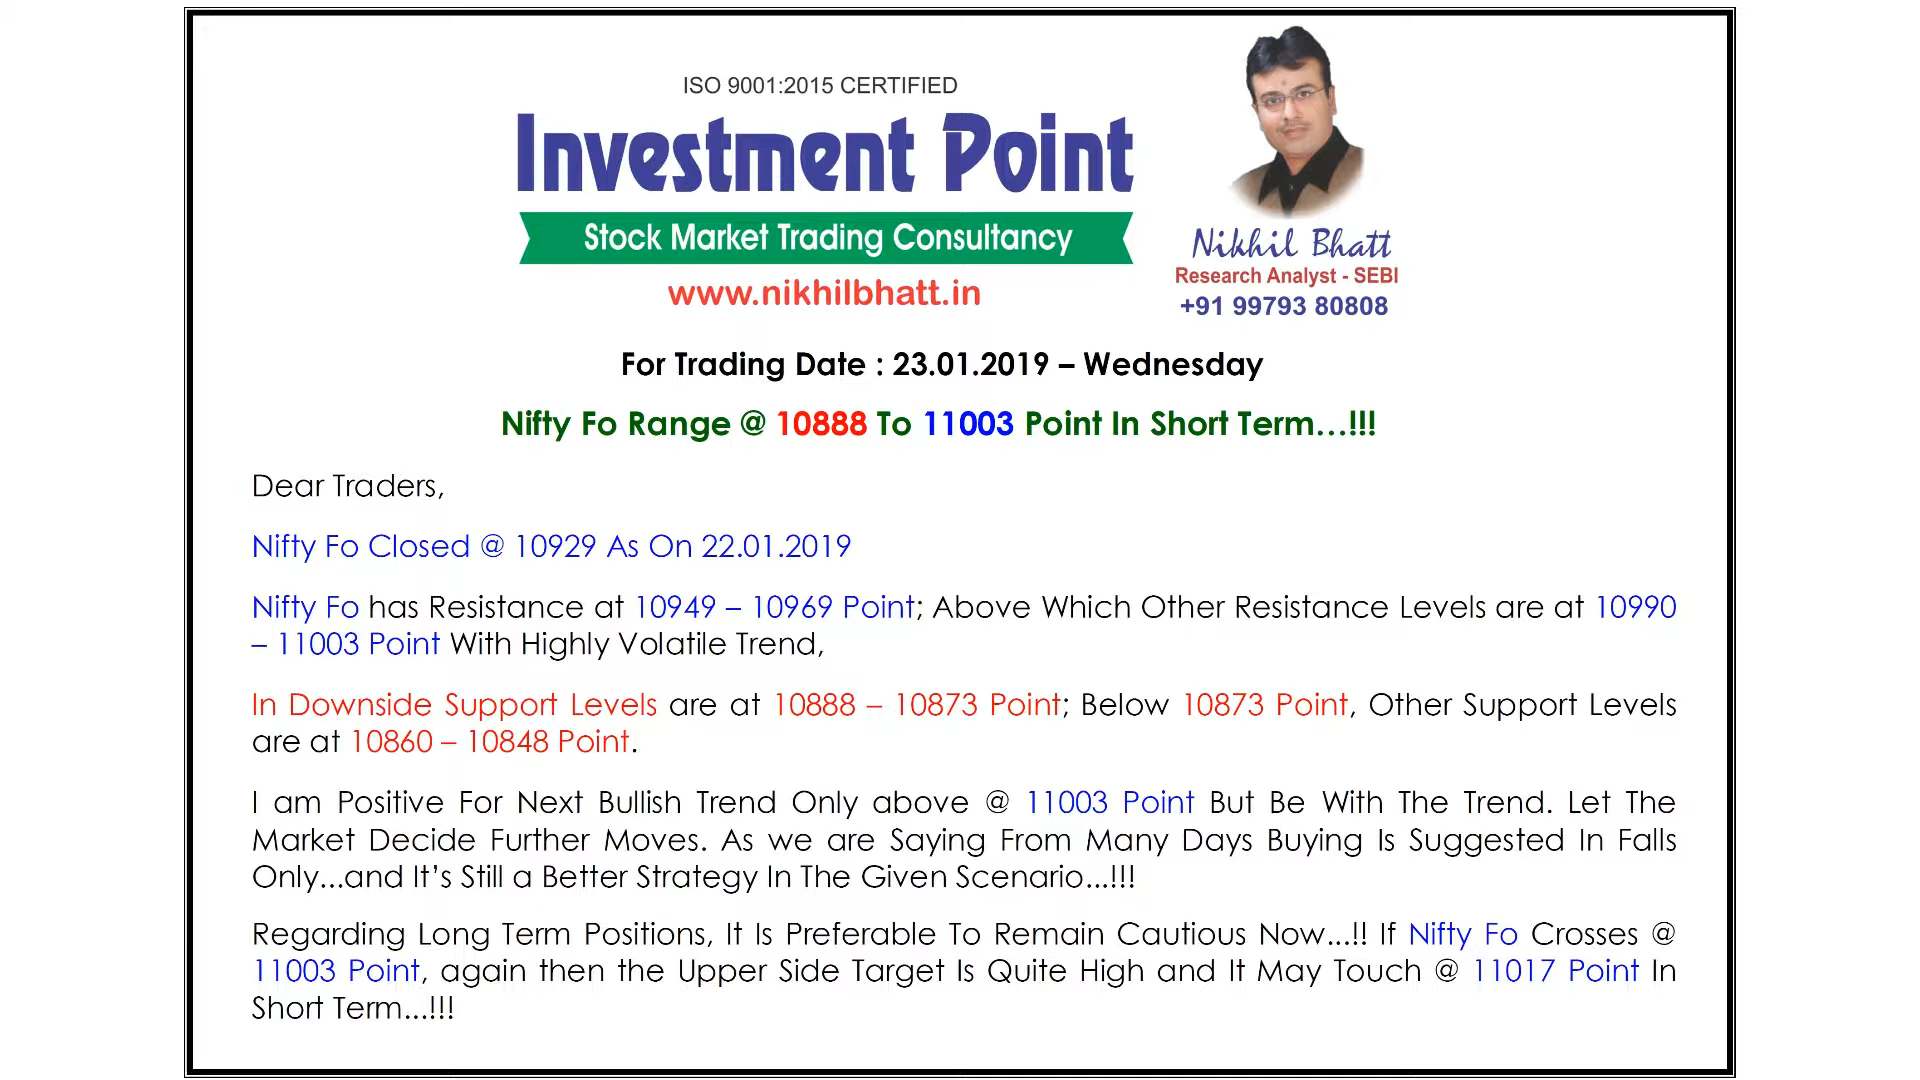 ISO 9001:2015 CERTIFIED
Investment Point
Stock Market Trading Consultancy
www.nikhilbhatt.in
Nikhil Bhatt
Research Analyst - SEBI
+91 99793 80808
For Trading Date : 23.01.2019 – Wednesday
Nifty Fo Range @ 10888 To 11003 Point In Short Term…!!!
Dear Traders,
Nifty Fo Closed @ 10929 As On 22.01.2019
Nifty Fo has Resistance at 10949 – 10969 Point; Above Which Other Resistance Levels are at 10990
– 11003 Point With Highly Volatile Trend,
In Downside Support Levels are at 10888 – 10873 Point; Below 10873 Point, Other Support Levels
are at 10860 – 10848 Point.
I am Positive For Next Bullish Trend Only above @ 11003 Point But Be With The Trend. Let The
Market Decide Further Moves. As we are Saying From Many Days Buying Is Suggested In Falls
Only...and It’s Still a Better Strategy In The Given Scenario...!!!
Regarding Long Term Positions, It Is Preferable To Remain Cautious Now...!! If Nifty Fo Crosses @
11003 Point, again then the Upper Side Target Is Quite High and It May Touch @ 11017 Point In
Short Term...!!!